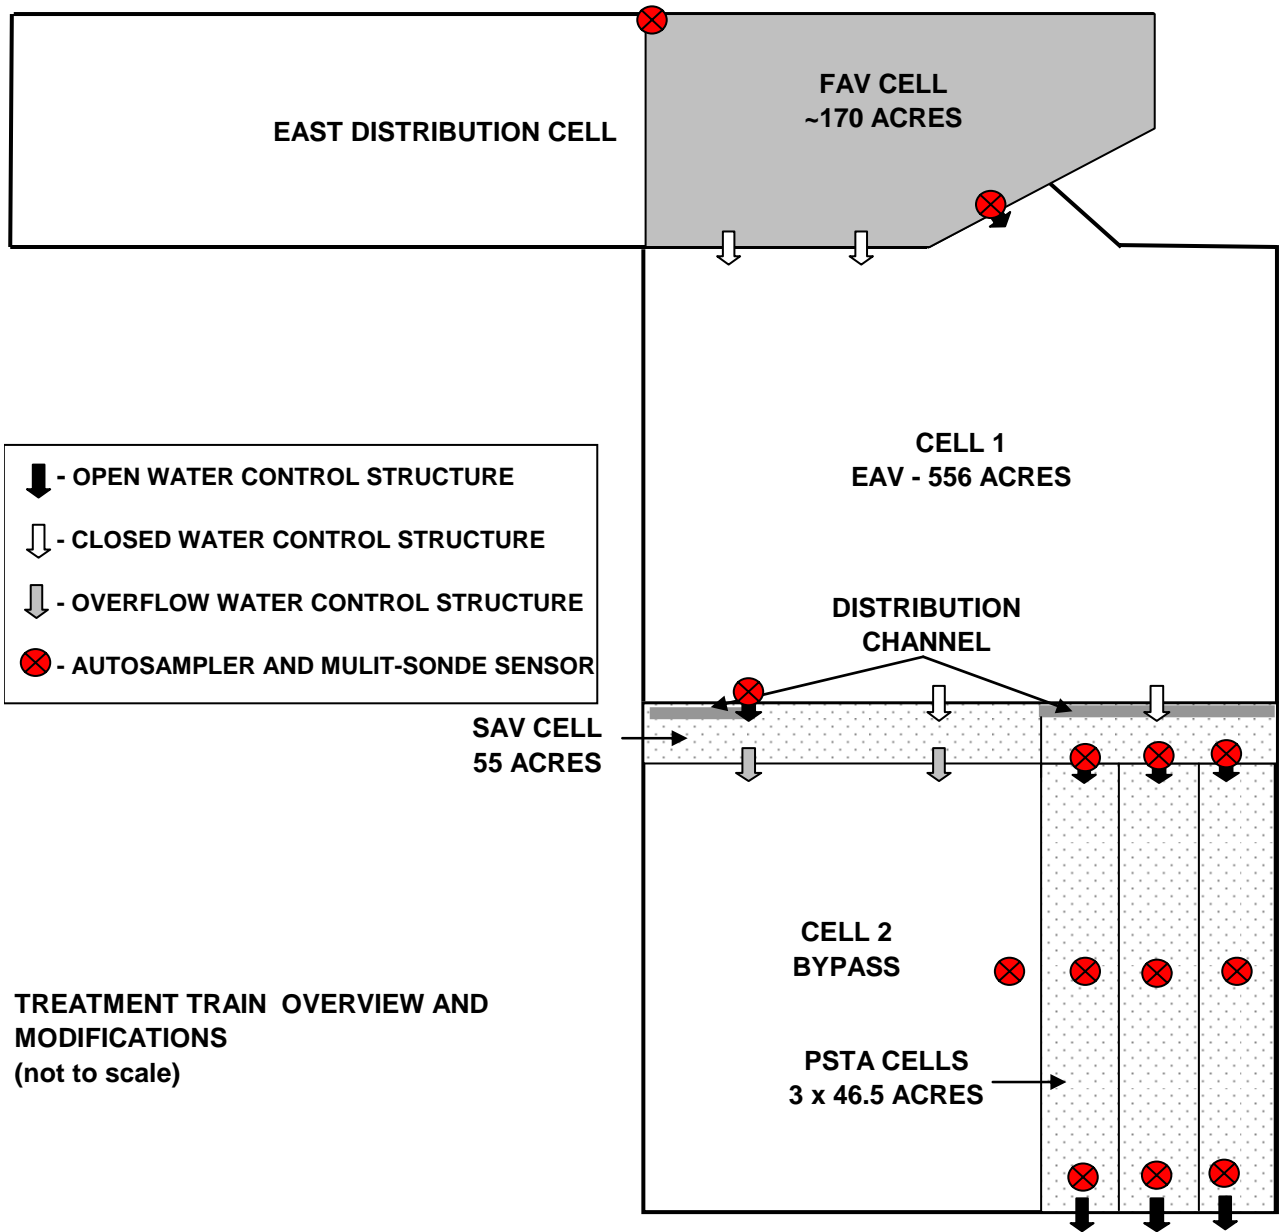 FAV CELL
~170 ACRES
EAST DISTRIBUTION CELL
CELL 1
EAV - 556 ACRES
- OPEN WATER CONTROL STRUCTURE
- CLOSED WATER CONTROL STRUCTURE
- OVERFLOW WATER CONTROL STRUCTURE
- AUTOSAMPLER AND MULIT-SONDE SENSOR
DISTRIBUTION
CHANNEL
SAV CELL
55 ACRES
CELL 2
BYPASS
TREATMENT TRAIN OVERVIEW AND
MODIFICATIONS
(not to scale)
PSTA CELLS
3 x 46.5 ACRES